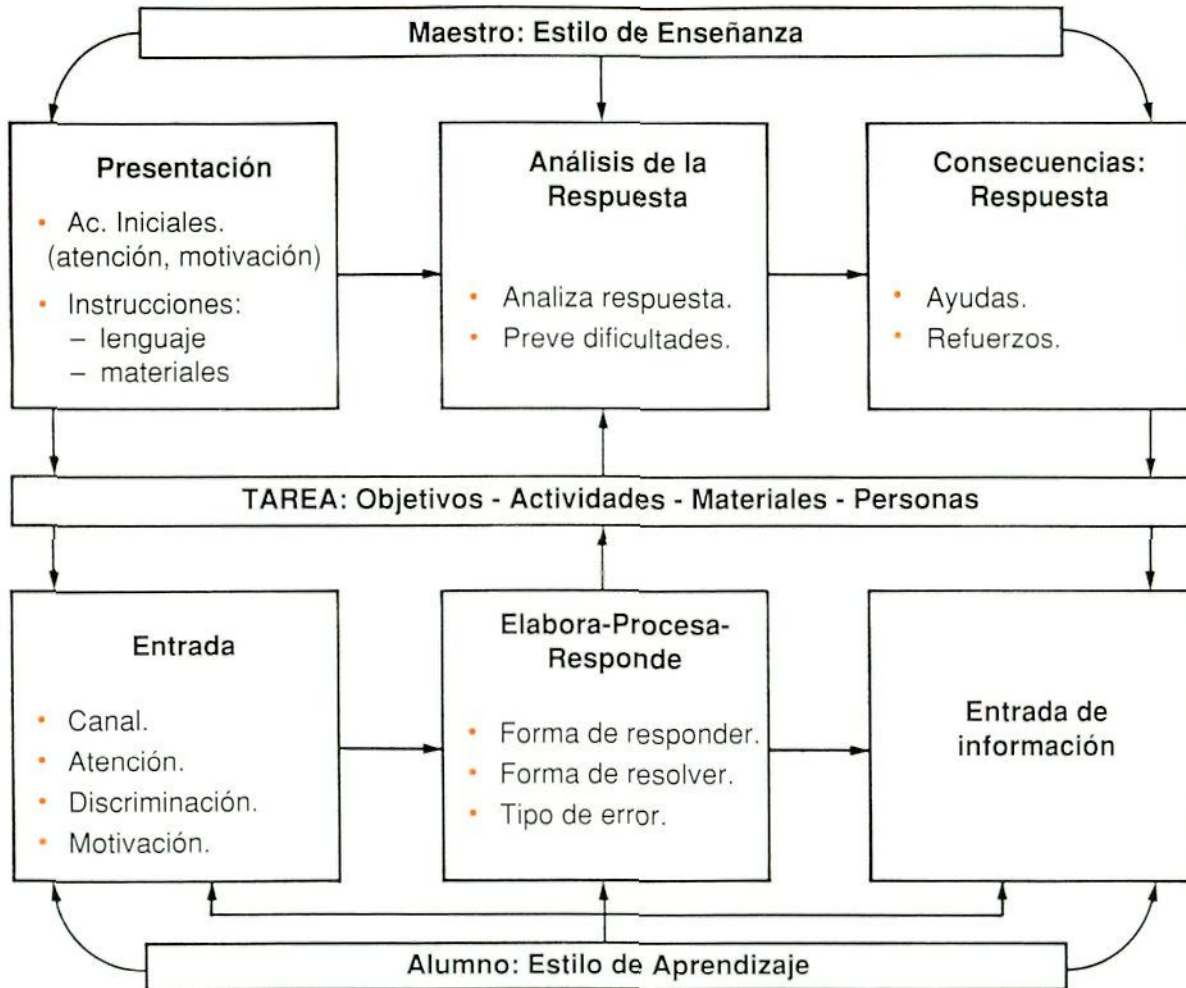 Maestro: Estilo de Enseñanza
Presentación
• Ac. Iniciales.
(atención, motivación)
• Instrucciones:
– lenguaje
– materiales
Análisis de la
Respuesta
• Analiza respuesta.
• Preve dificultades.
Consecuencias:
Respuesta
• Ayudas.
• Refuerzos.
TAREA: Objetivos - Actividades - Materiales - Personas
Entrada
• Canal.
• Atención.
• Discriminación.
• Motivación.
Elabora-Procesa-
Responde
• Forma de responder.
• Forma de resolver.
• Tipo de error.
Entrada de
información
Alumno: Estilo de Aprendizaje